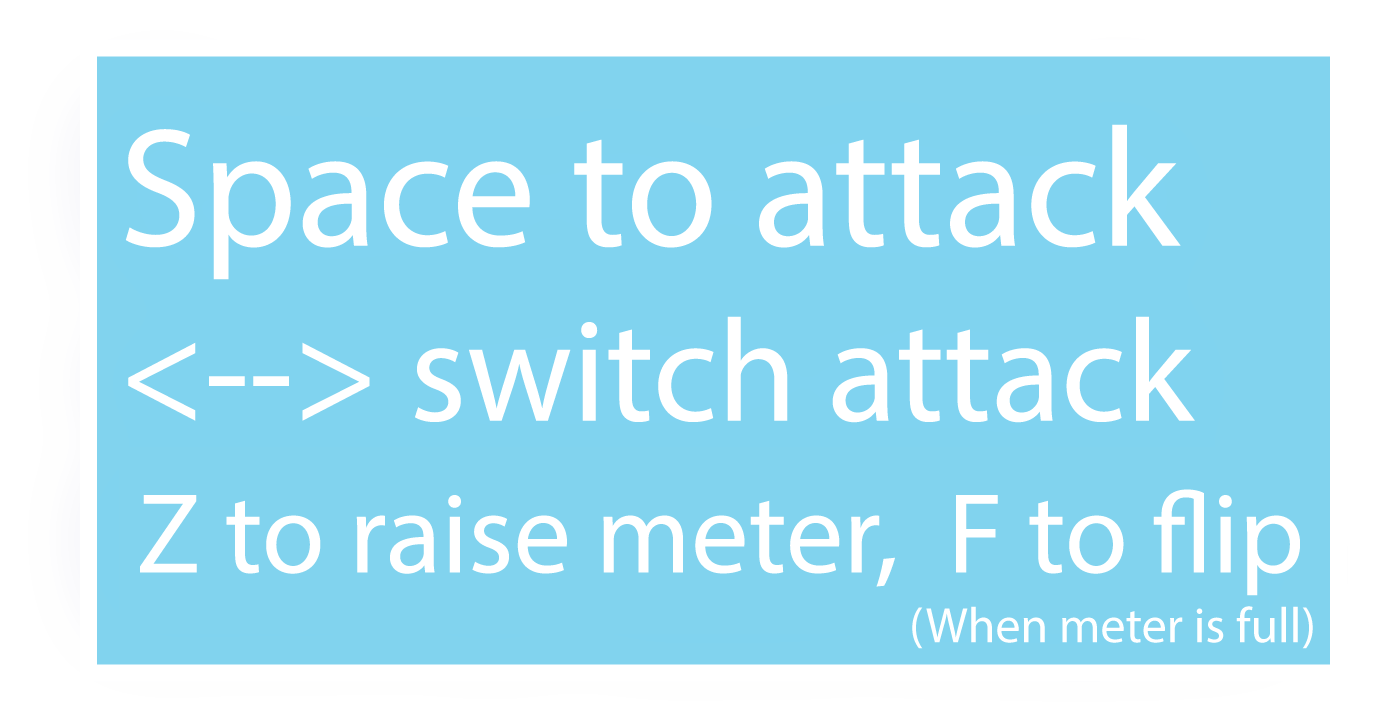 Space to attack
<--> switch attack
Z to raise meter, F to flip
(When meter is full)